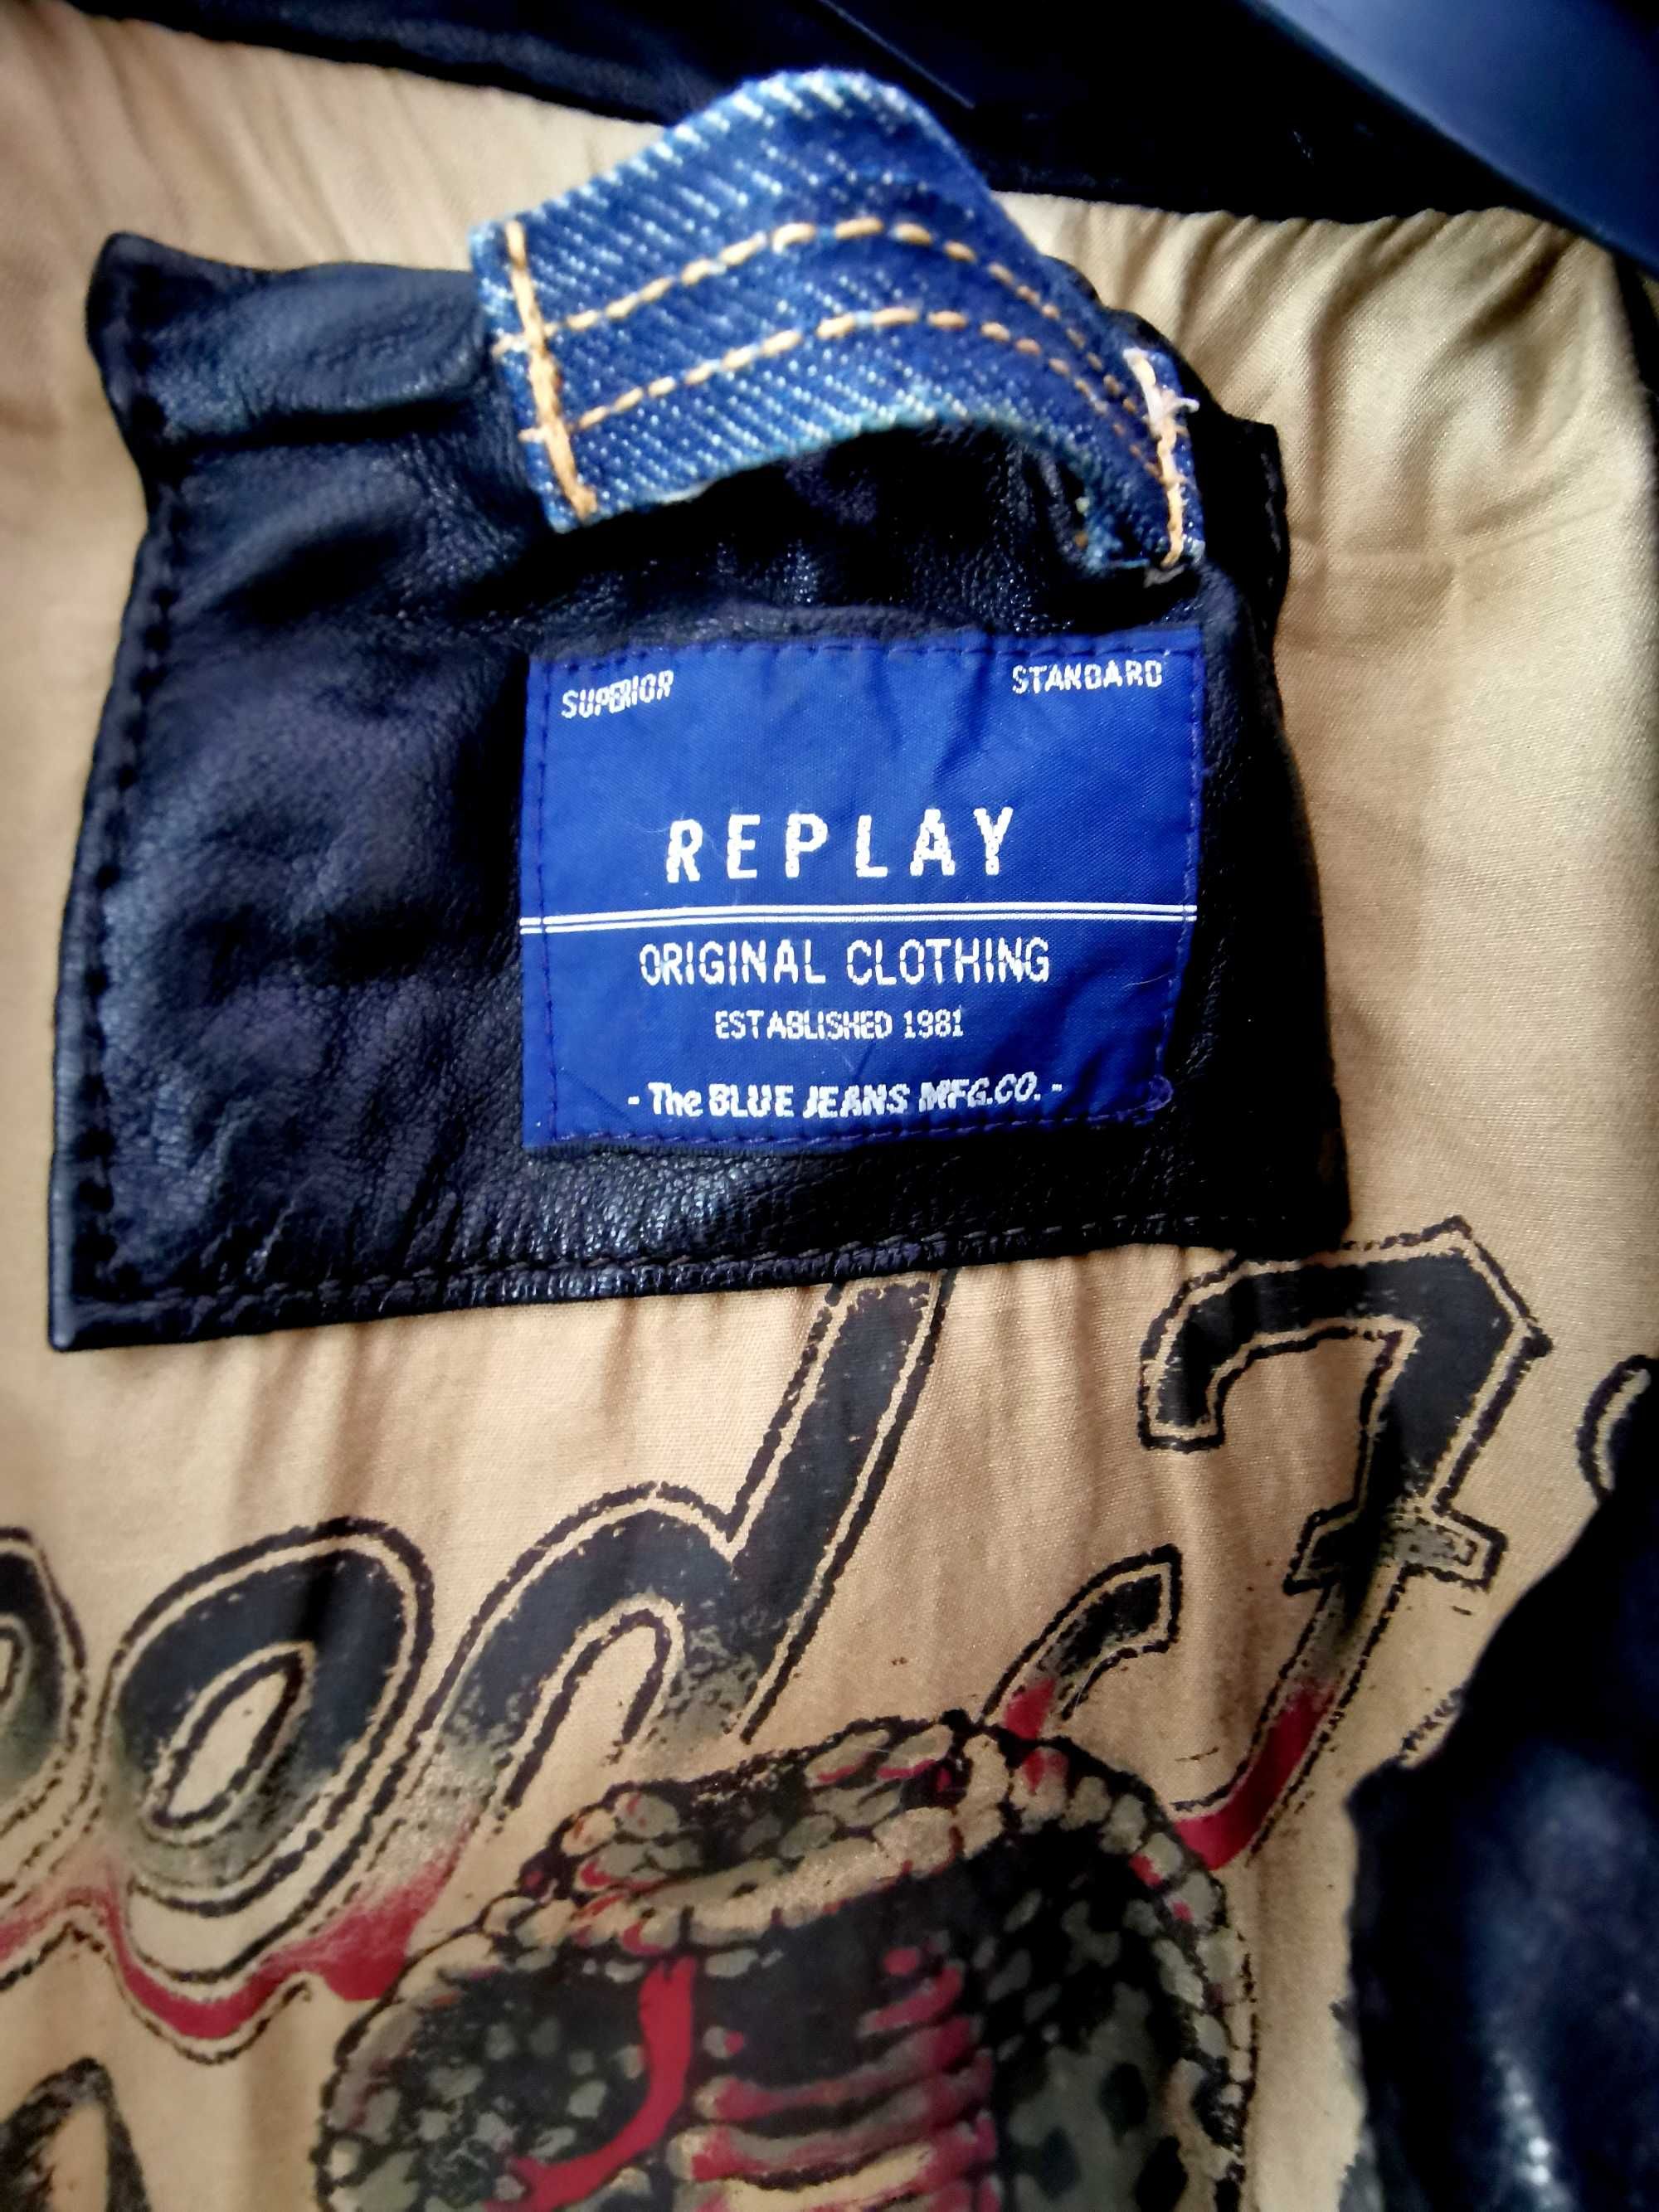 SUPERIOR STANDARD
REPLAY
ORIGINAL CLOTHING
ESTABLISHED 1981
- The BLUE JEANS MFG.CO. -